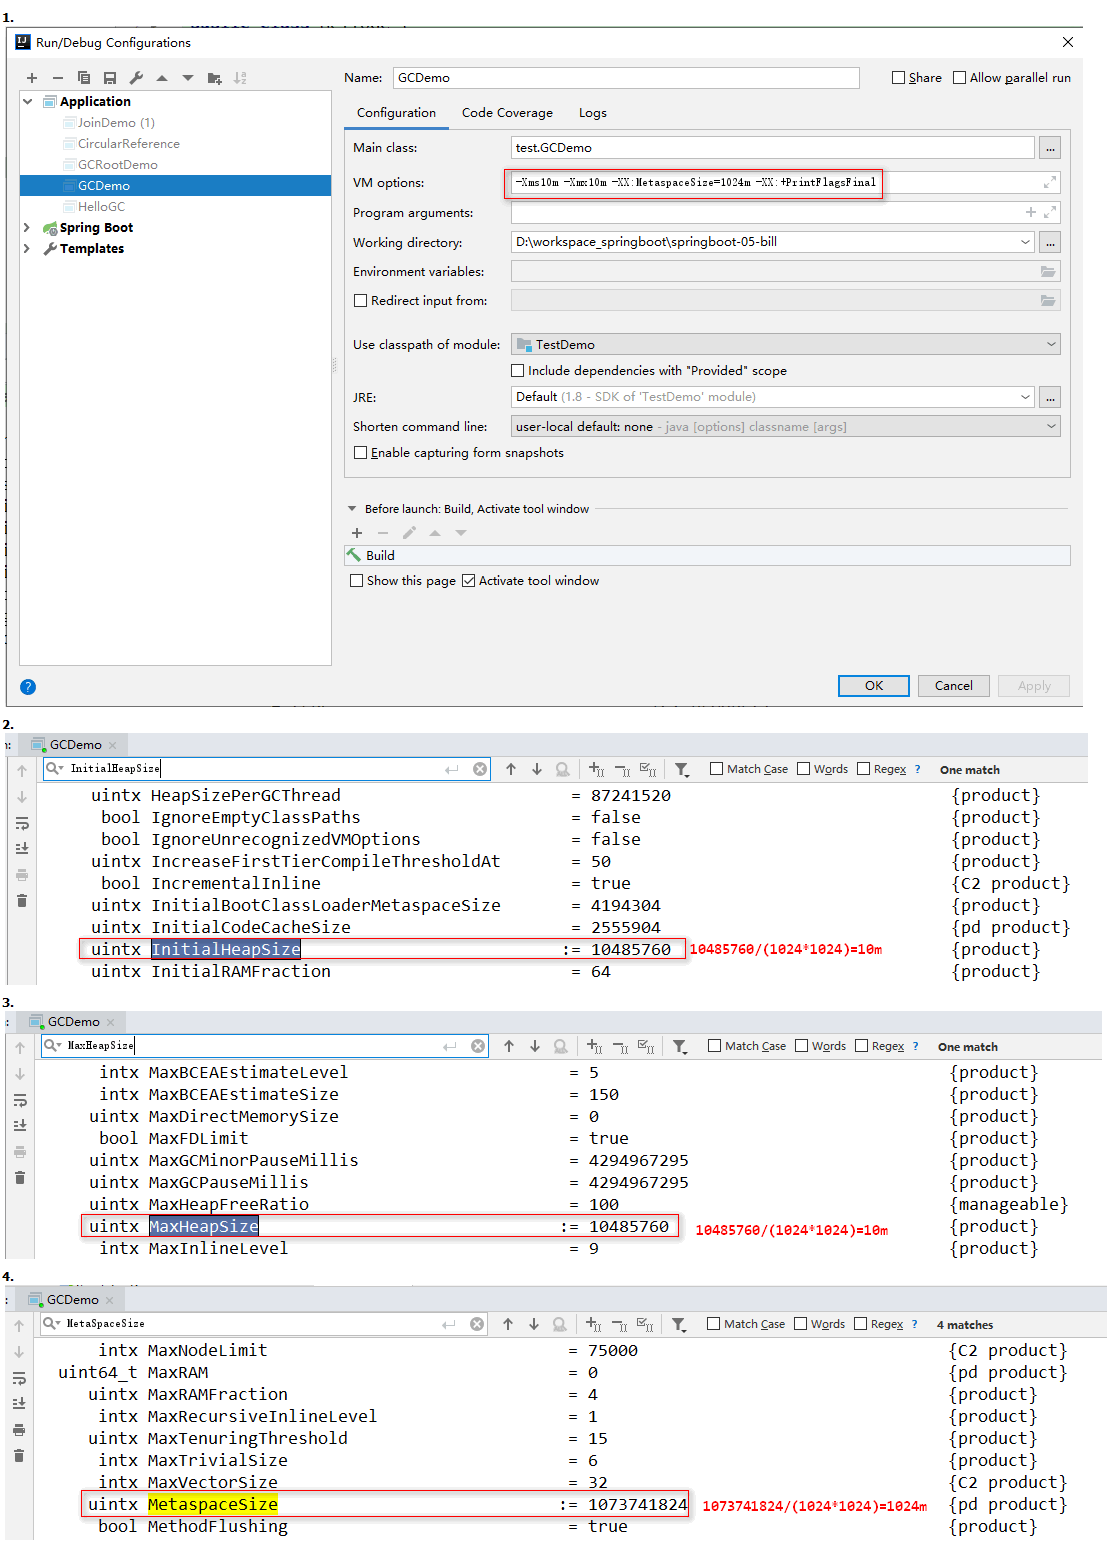 1.
Run/Debug Configurations
Name: GCDemo Share Allow parallel run
Application
JoinDemo (1)
CircularReference
GCRootDemo
GCDemo
HelloGC
Spring Boot
Templates
Configuration Code Coverage Logs
Main class: test.GCDemo ...
VM options: -Xms10m -Xmx10m -XX:MetaspaceSize=1024m -XX:+PrintFlagsFinal
Program arguments:
Working directory: D:\workspace_springboot\springboot-05-bill ...
Environment variables:
Redirect input from:
Use classpath of module: TestDemo
Include dependencies with "Provided" scope
JRE: Default (1.8 - SDK of 'TestDemo' module) ...
Shorten command line: user-local default: none - java [options] classname [args]
Enable capturing form snapshots
Before launch: Build, Activate tool window
Build
Show this page Activate tool window
? OK Cancel Apply
2.
GCDemo
InitialHeapSize Match Case Words Regex ? One match
uintx HeapSizePerGCThread = 87241520 {product}
bool IgnoreEmptyClassPaths = false {product}
bool IgnoreUnrecognizedVMOptions = false {product}
uintx IncreaseFirstTierCompileThresholdAt = 50 {product}
bool IncrementalInline = true {C2 product}
uintx InitialBootClassLoaderMetaspaceSize = 4194304 {product}
uintx InitialCodeCacheSize = 2555904 {pd product}
uintx InitialHeapSize := 10485760 10485760/(1024*1024)=10m {product}
uintx InitialRAMFraction = 64 {product}
3.
GCDemo
MaxHeapSize Match Case Words Regex ? One match
intx MaxBCEAEstimateLevel = 5 {product}
intx MaxBCEAEstimateSize = 150 {product}
uintx MaxDirectMemorySize = 0 {product}
bool MaxFDLimit = true {product}
uintx MaxGCMinorPauseMillis = 4294967295 {product}
uintx MaxGCPauseMillis = 4294967295 {product}
uintx MaxHeapFreeRatio = 100 {manageable}
uintx MaxHeapSize := 10485760 10485760/(1024*1024)=10m {product}
intx MaxInlineLevel = 9 {product}
4.
GCDemo
MetaSpaceSize Match Case Words Regex ? 4 matches
intx MaxNodeLimit = 75000 {C2 product}
uint64_t MaxRAM = 0 {pd product}
uintx MaxRAMFraction = 4 {product}
intx MaxRecursiveInlineLevel = 1 {product}
uintx MaxTenuringThreshold = 15 {product}
intx MaxTrivialSize = 6 {product}
intx MaxVectorSize = 32 {C2 product}
uintx MetaspaceSize := 1073741824 1073741824/(1024*1024)=1024m {pd product}
bool MethodFlushing = true {product}